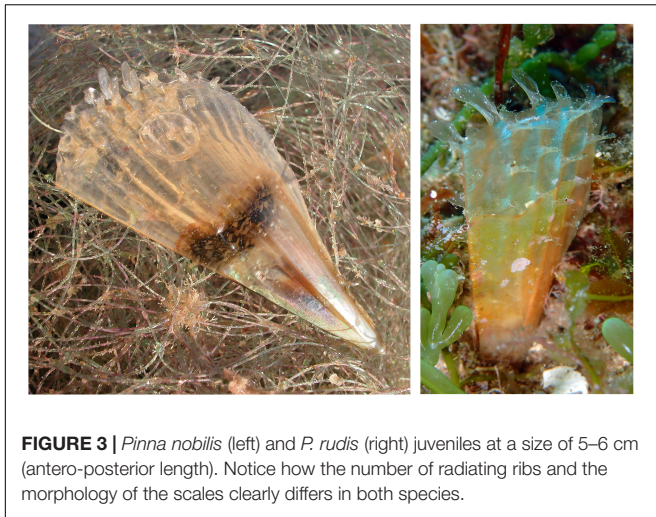 FIGURE 3 | Pinna nobilis (left) and P. rudis (right) juveniles at a size of 5–6 cm
(antero-posterior length). Notice how the number of radiating ribs and the
morphology of the scales clearly differs in both species.